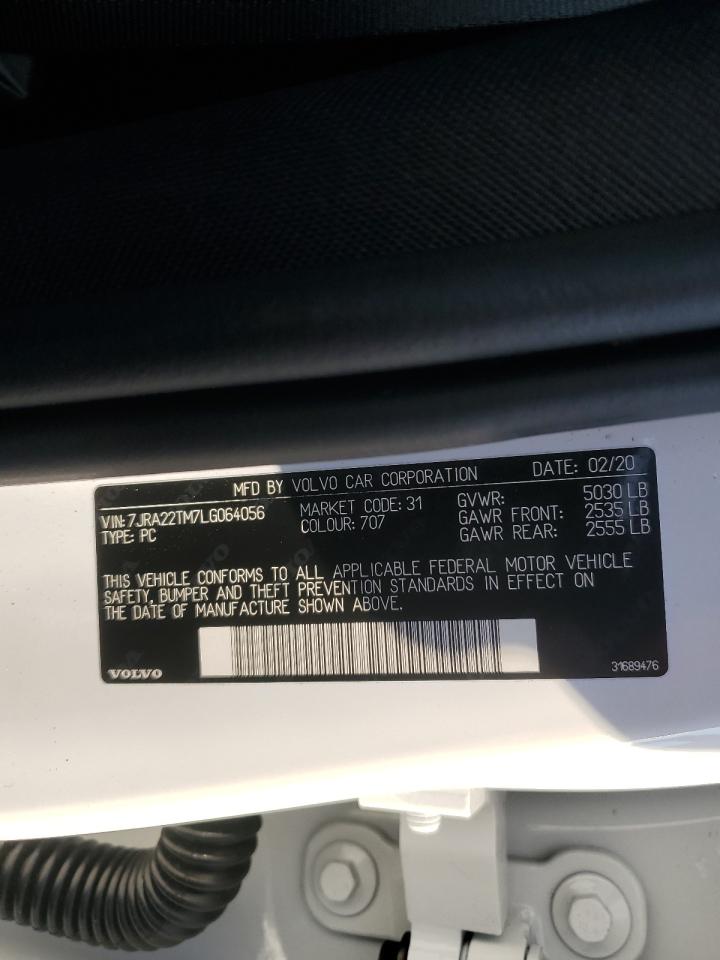 MFD BY VOLVO CAR CORPORATION DATE: 02/20
VIN: 7JRA22TM7LG064056 MARKET CODE: 31 GVWR: 5030 LB
TYPE: PC COLOUR: 707 GAWR FRONT: 2535 LB
GAWR REAR: 2555 LB
THIS VEHICLE CONFORMS TO ALL APPLICABLE FEDERAL MOTOR VEHICLE
SAFETY, BUMPER AND THEFT PREVENTION STANDARDS IN EFFECT ON
THE DATE OF MANUFACTURE SHOWN ABOVE.
VOLVO 31689476